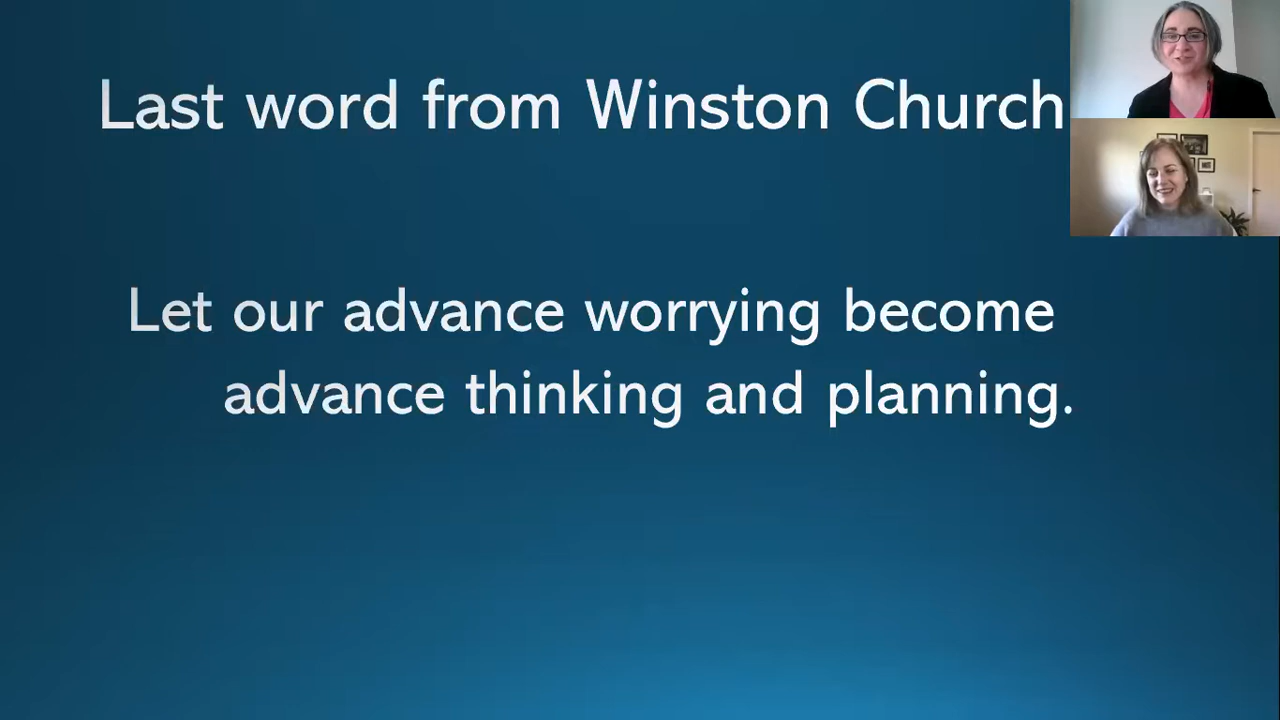 Last word from Winston Church
Let our advance worrying become
advance thinking and planning.